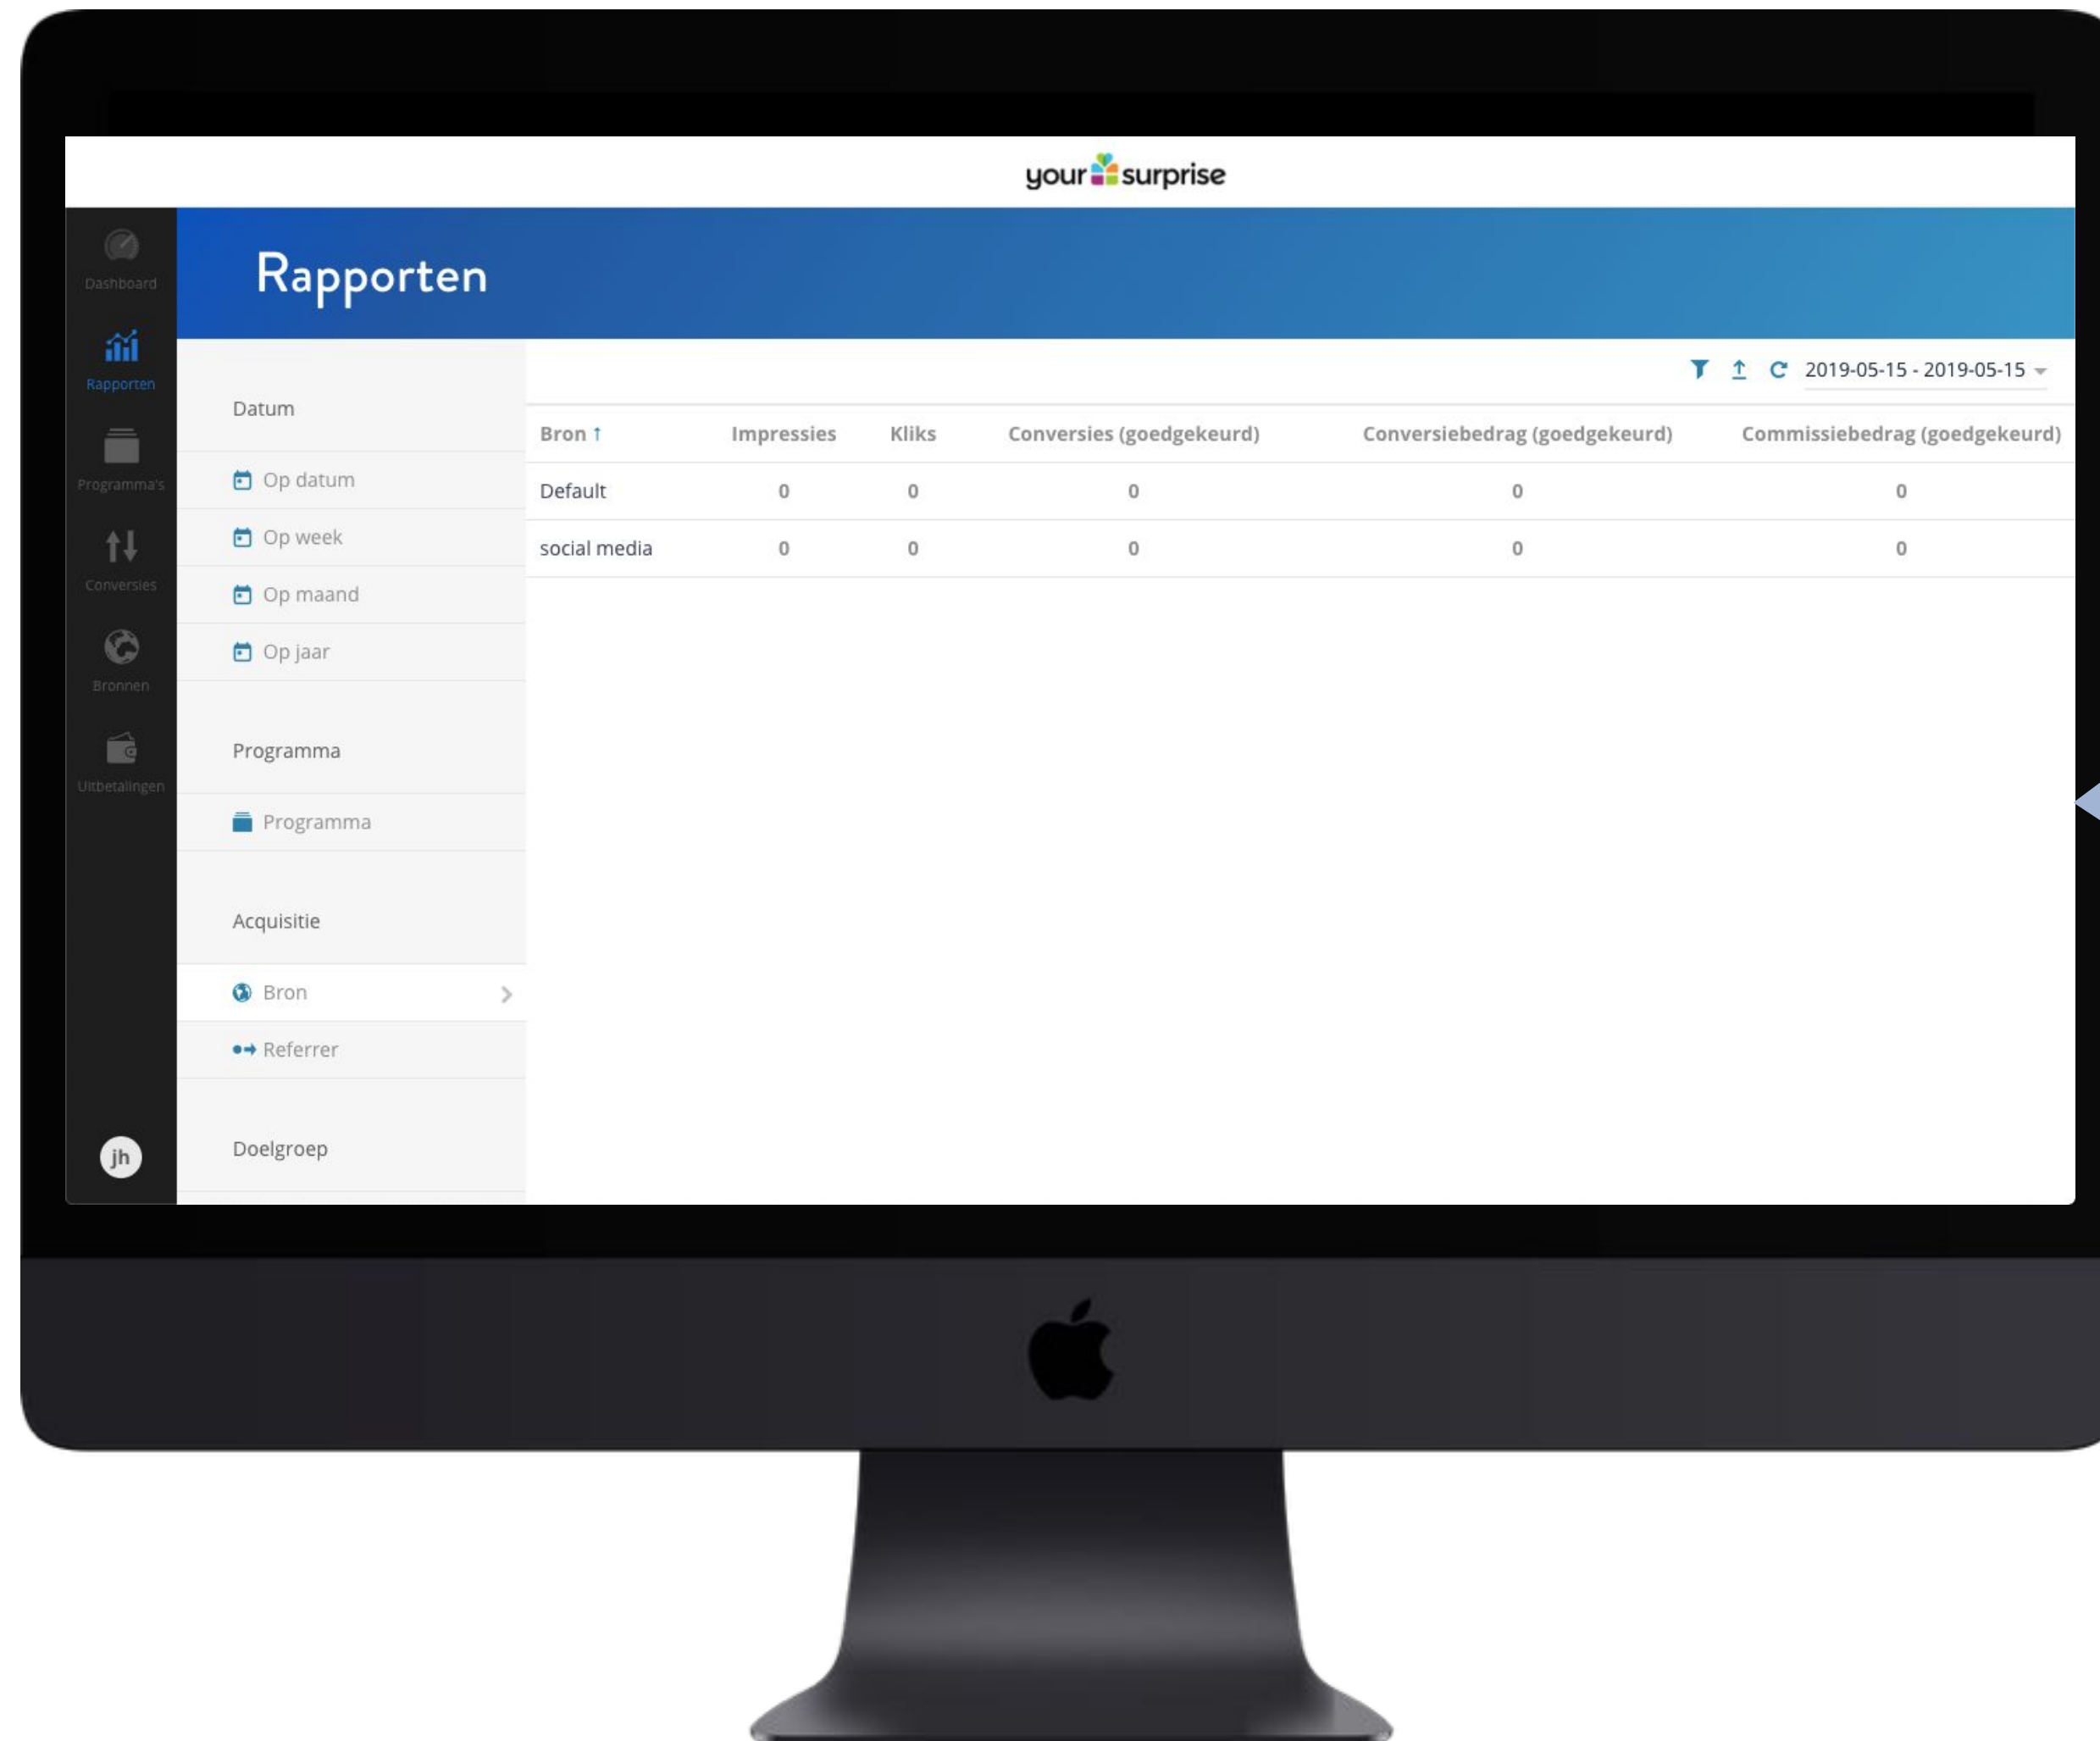 your surprise
Rapporten
Dashboard
Rapporten
Programma's
Conversies
Bronnen
Uitbetalingen
jh
Datum
Op datum
Op week
Op maand
Op jaar
Programma
Programma
Acquisitie
Bron
Referrer
Doelgroep
2019-05-15 - 2019-05-15
Bron ↑ Impressies Kliks Conversies (goedgekeurd) Conversiebedrag (goedgekeurd) Commissiebedrag (goedgekeurd)
Default 0 0 0 0 0
social media 0 0 0 0 0